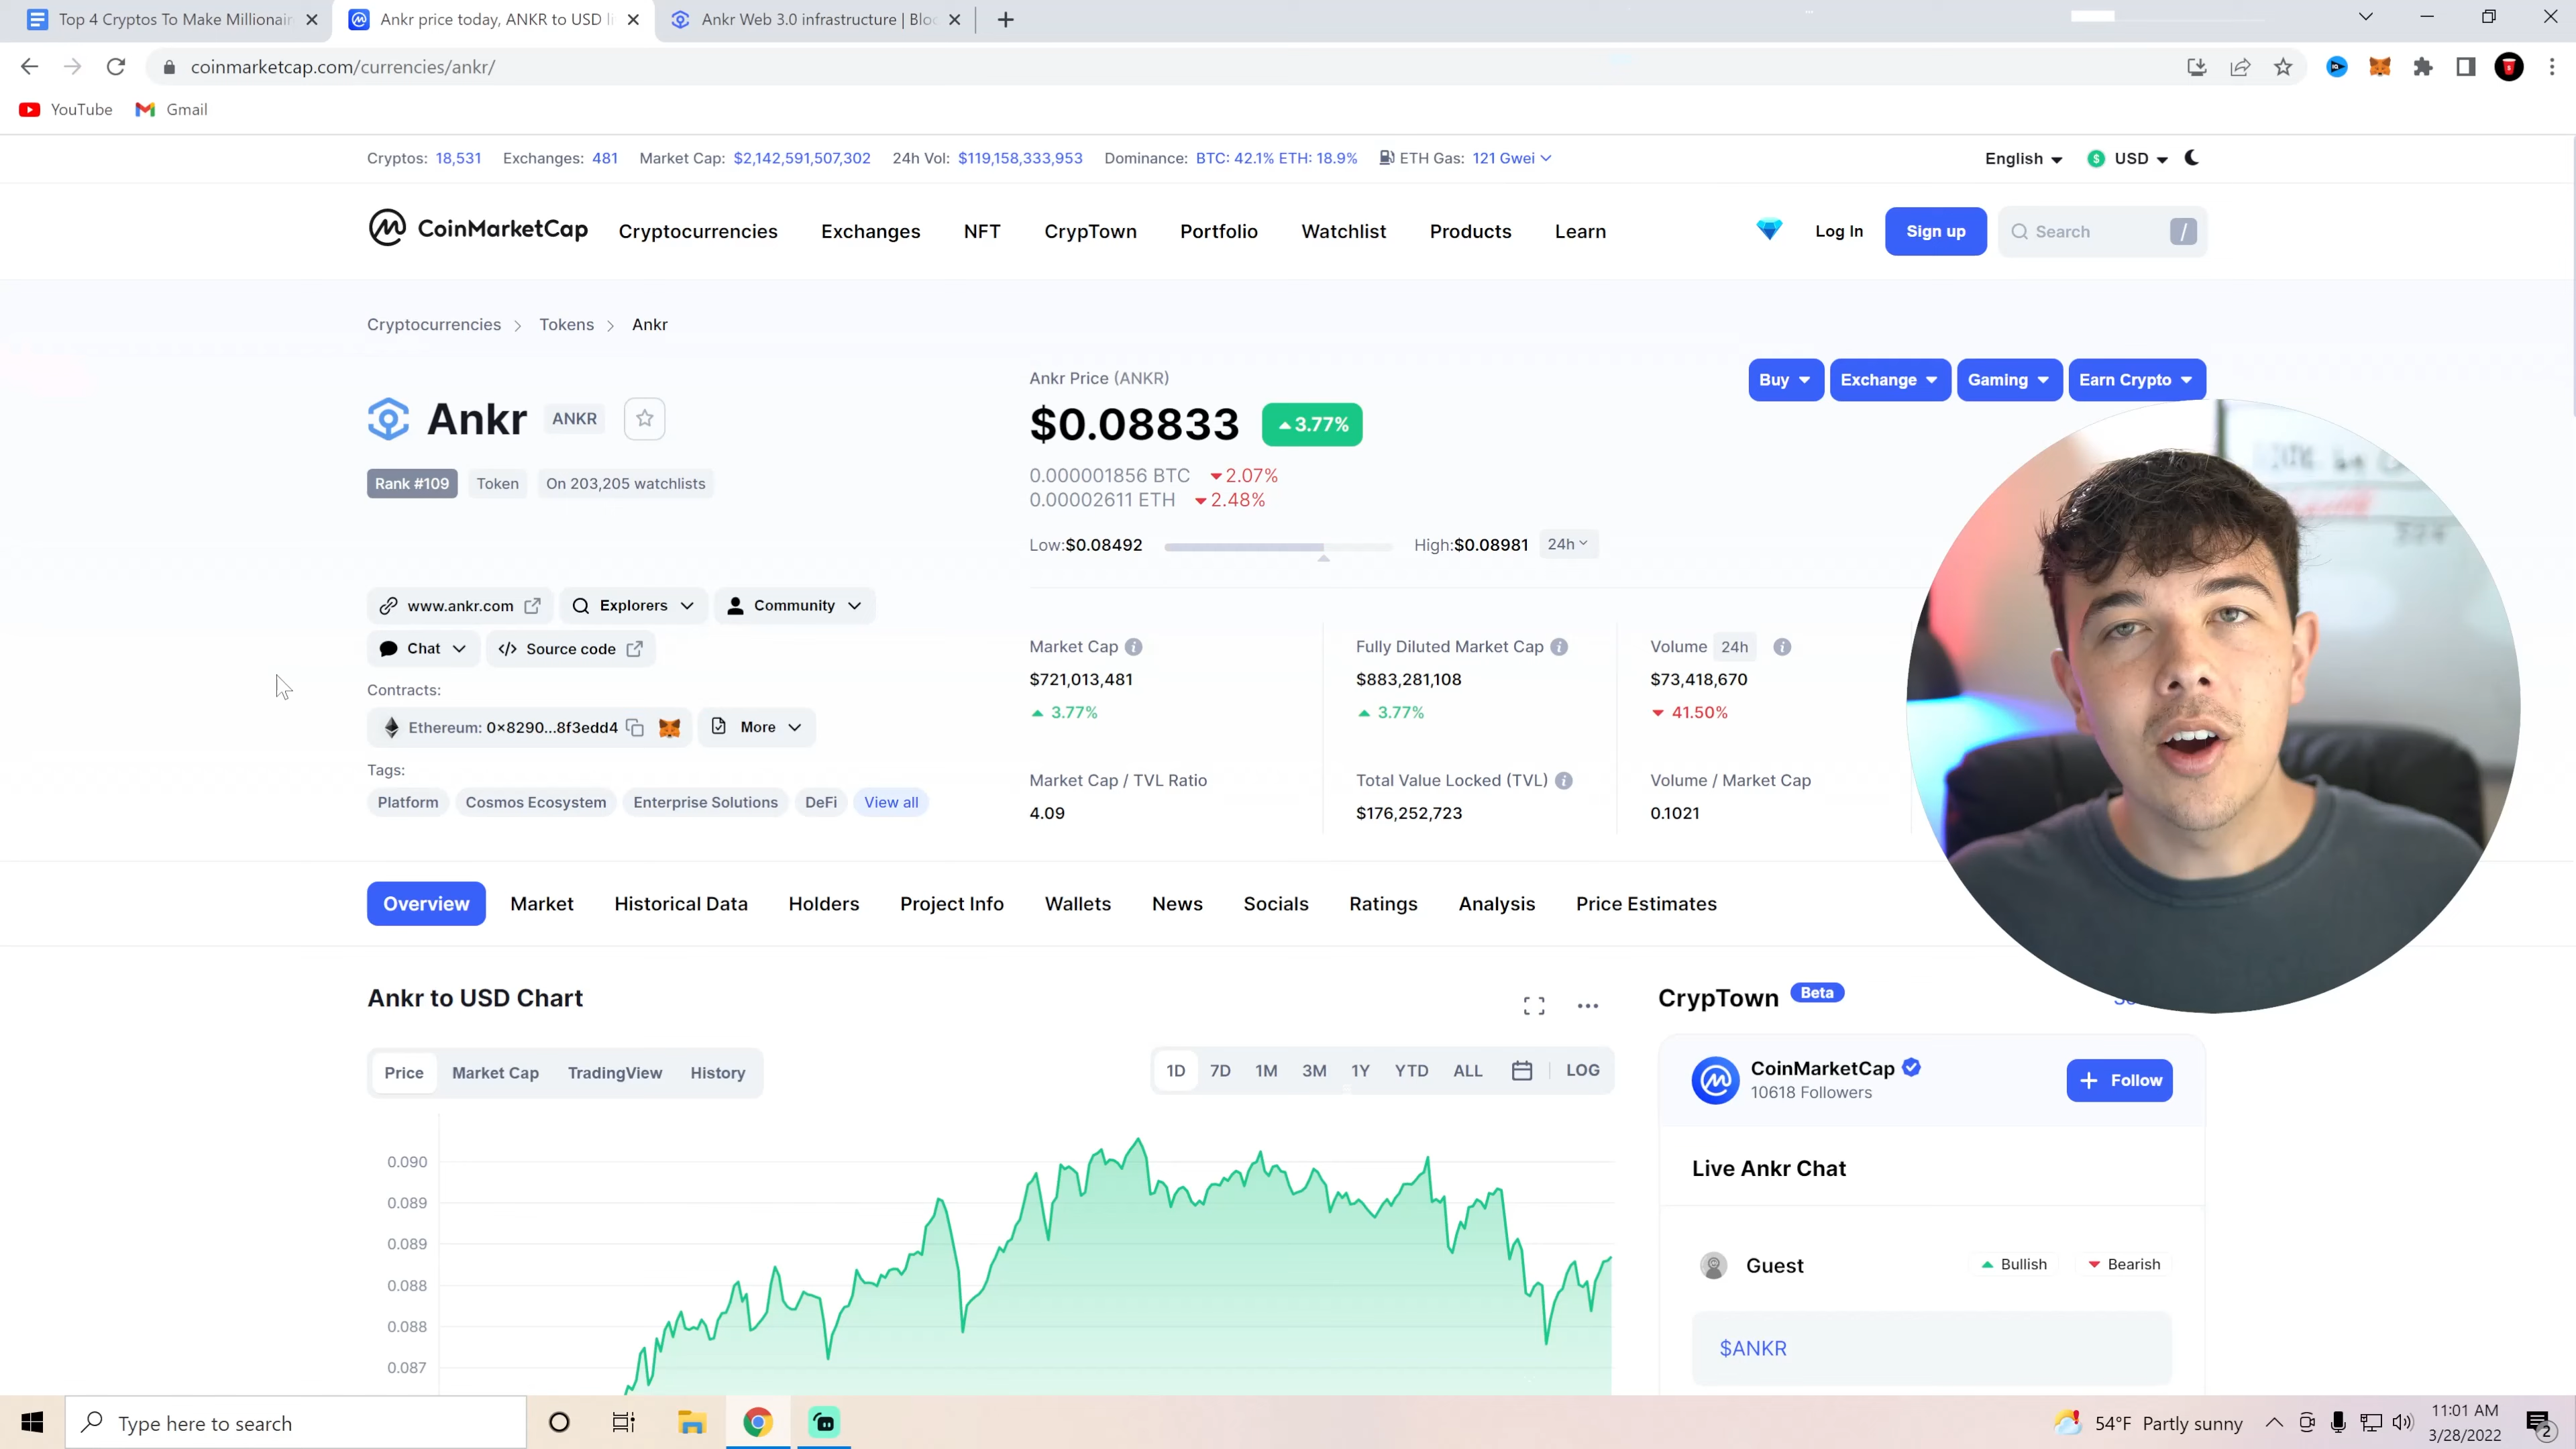 Top 4 Cryptos To Make Millionair
Ankr price today, ANKR to USD li
Ankr Web 3.0 infrastructure | Bloc
coinmarketcap.com/currencies/ankr/
YouTube
Gmail
Cryptos: 18,531 Exchanges: 481 Market Cap: $2,142,591,507,302 24h Vol: $119,158,333,953 Dominance: BTC: 42.1% ETH: 18.9% ETH Gas: 121 Gwei
English
USD
CoinMarketCap
Cryptocurrencies Exchanges NFT CrypTown Portfolio Watchlist Products Learn
Log In
Sign up
Search /
Cryptocurrencies > Tokens > Ankr
Ankr ANKR
Rank #109 Token On 203,205 watchlists
www.ankr.com Explorers Community
Chat </> Source code
Contracts:
Ethereum: 0x8290...8f3edd4 More
Tags:
Platform Cosmos Ecosystem Enterprise Solutions DeFi View all
Ankr Price (ANKR)
$0.08833 3.77%
0.000001856 BTC 2.07%
0.00002611 ETH 2.48%
Low:$0.08492 High:$0.08981 24h
Buy Exchange Gaming Earn Crypto
Market Cap
$721,013,481
3.77%
Fully Diluted Market Cap
$883,281,108
3.77%
Volume 24h
$73,418,670
41.50%
Market Cap / TVL Ratio
4.09
Total Value Locked (TVL)
$176,252,723
Volume / Market Cap
0.1021
Overview Market Historical Data Holders Project Info Wallets News Socials Ratings Analysis Price Estimates
Ankr to USD Chart
Price Market Cap TradingView History
1D 7D 1M 3M 1Y YTD ALL LOG
0.090
0.089
0.089
0.088
0.088
0.087
CrypTown Beta
CoinMarketCap
10618 Followers
+ Follow
Live Ankr Chat
Guest
Bullish
Bearish
$ANKR
Type here to search
54°F Partly sunny
11:01 AM
3/28/2022
2